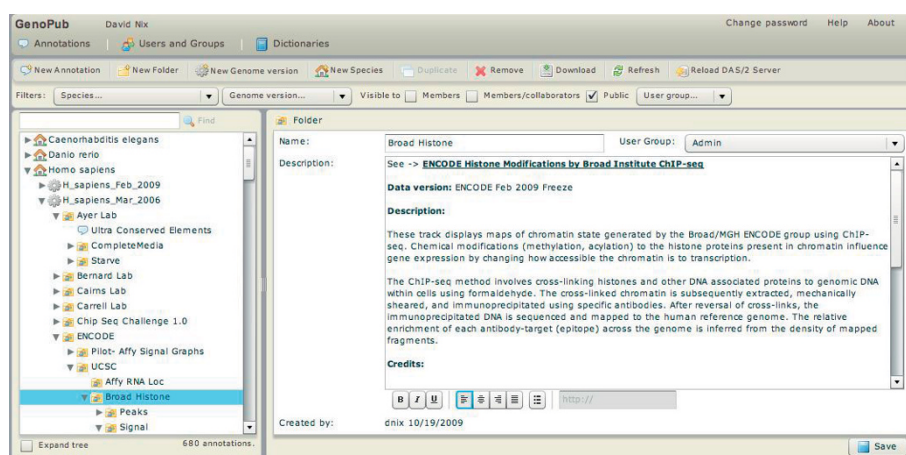 GenoPub David Nix Change password Help About
Annotations Users and Groups Dictionaries
New Annotation New Folder New Genome version New Species Duplicate Remove Download Refresh Reload DAS/2 Server
Filters: Species... Genome version... Visible to Members Members/collaborators Public User group...
Find
Caenorhabditis elegans
Danio rerio
Homo sapiens
H_sapiens_Feb_2009
H_sapiens_Mar_2006
Ayer Lab
Ultra Conserved Elements
CompleteMedia
Starve
Bernard Lab
Cairns Lab
Carrell Lab
Chip Seq Challenge 1.0
ENCODE
Pilot- Affy Signal Graphs
UCSC
Affy RNA Loc
Broad Histone
Peaks
Signal
Expand tree 680 annotations.
Folder
Name: Broad Histone User Group: Admin
Description: See -> ENCODE Histone Modifications by Broad Institute ChIP-seq
Data version: ENCODE Feb 2009 Freeze
Description:
These track displays maps of chromatin state generated by the Broad/MGH ENCODE group using ChIP-
seq. Chemical modifications (methylation, acylation) to the histone proteins present in chromatin influence
gene expression by changing how accessible the chromatin is to transcription.
The ChIP-seq method involves cross-linking histones and other DNA associated proteins to genomic DNA
within cells using formaldehyde. The cross-linked chromatin is subsequently extracted, mechanically
sheared, and immunoprecipitated using specific antibodies. After reversal of cross-links, the
immunoprecipitated DNA is sequenced and mapped to the human reference genome. The relative
enrichment of each antibody-target (epitope) across the genome is inferred from the density of mapped
fragments.
Credits:
B I U http://
Created by: dnix 10/19/2009
Save